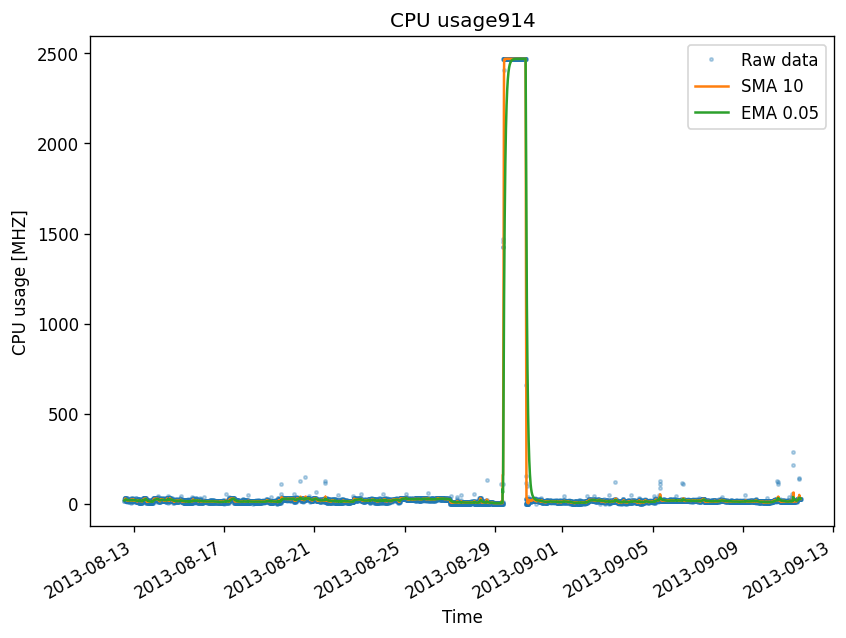 CPU usage914
Raw data
SMA 10
EMA 0.05
CPU usage [MHZ]
2500
2000
1500
1000
500
0
2013-08-13
2013-08-17
2013-08-21
2013-08-25
2013-08-29
2013-09-01
2013-09-05
2013-09-09
2013-09-13
Time